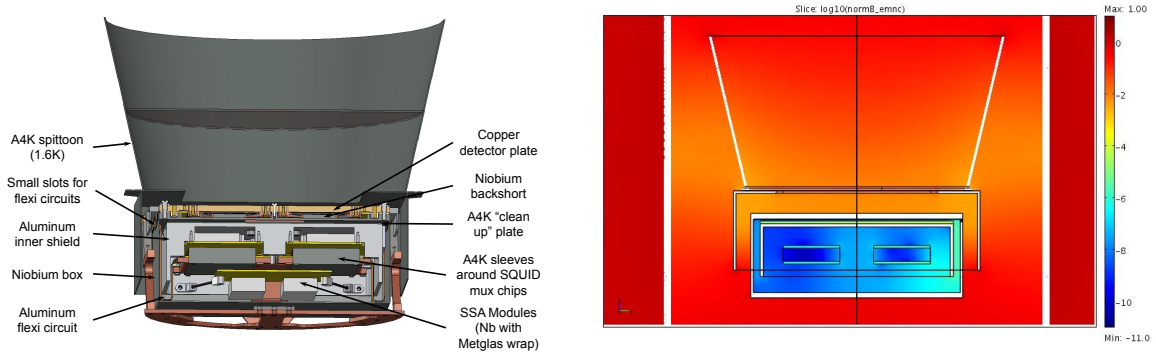 A4K spittoon
(1.6K)
Small slots for
flexi circuits
Aluminum
inner shield
Niobium box
Aluminum
flexi circuit
Copper
detector plate
Niobium
backshort
A4K “clean
up” plate
A4K sleeves
around SQUID
mux chips
SSA Modules
(Nb with
Metglas wrap)
Slice: log10(normB_emnc)
Max: 1.00
0
-2
-4
-6
-8
-10
Min: -11.0